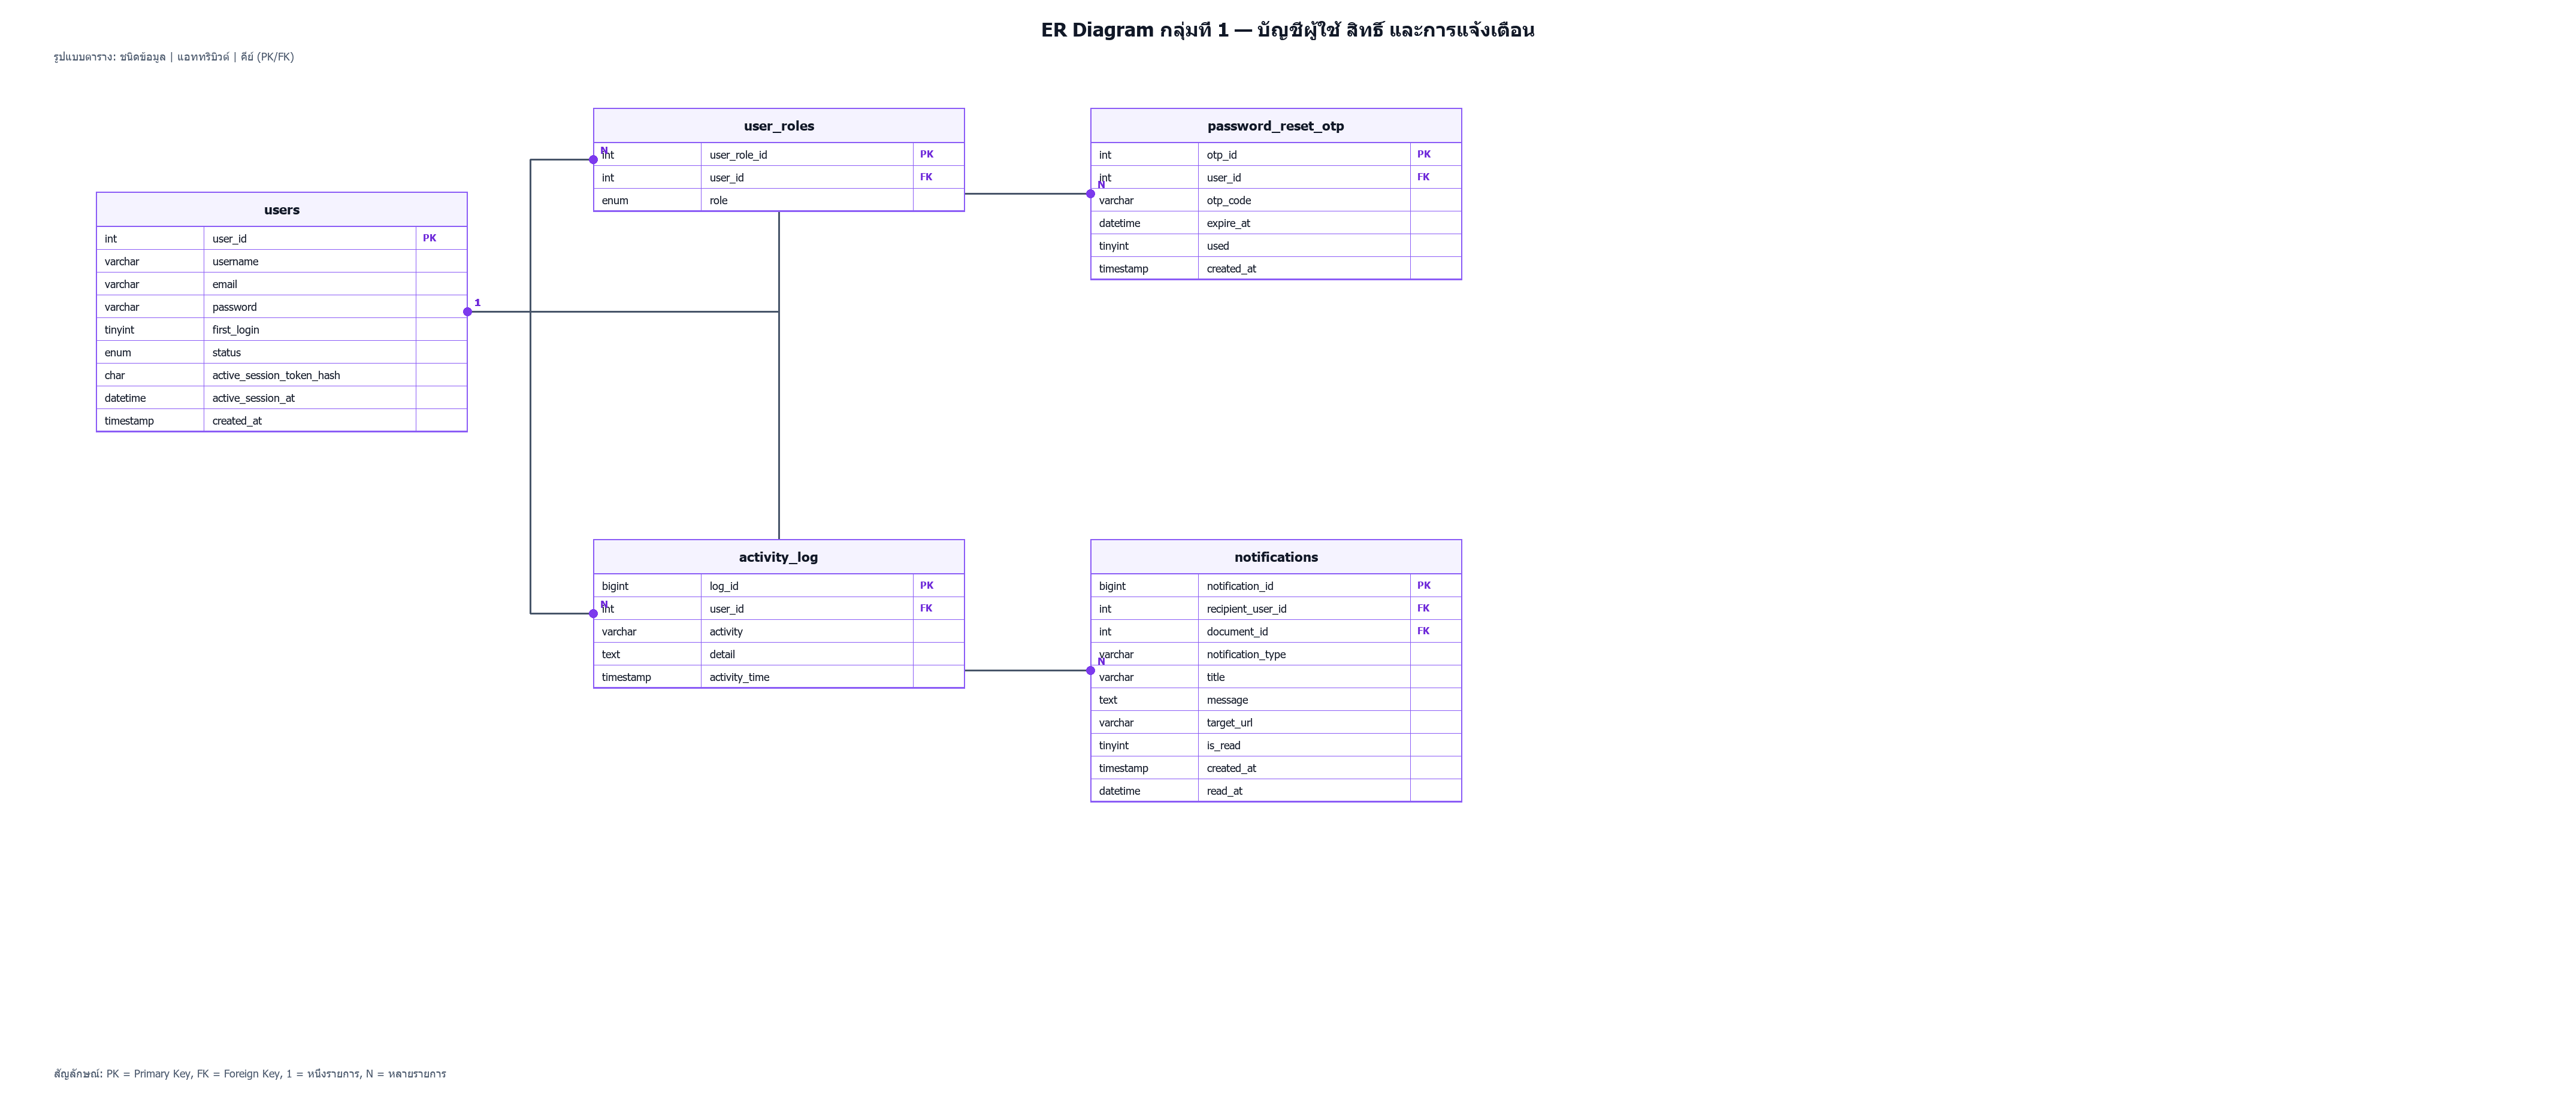 ER Diagram กลุ่มที่ 1 — บัญชีผู้ใช้ สิทธิ์ และการแจ้งเตือน
รูปแบบตาราง: ชนิดข้อมูล | แอททริบิวต์ | คีย์ (PK/FK)
user_roles
N
int user_role_id PK
int user_id FK
enum role
password_reset_otp
int otp_id PK
int user_id FK
N
varchar otp_code
datetime expire_at
tinyint used
timestamp created_at
users
int user_id PK
varchar username
varchar email
varchar password
1
tinyint first_login
enum status
char active_session_token_hash
datetime active_session_at
timestamp created_at
activity_log
bigint log_id PK
N
int user_id FK
varchar activity
text detail
timestamp activity_time
notifications
bigint notification_id PK
int recipient_user_id FK
int document_id FK
varchar notification_type
N
varchar title
text message
varchar target_url
tinyint is_read
timestamp created_at
datetime read_at
สัญลักษณ์: PK = Primary Key, FK = Foreign Key, 1 = หนึ่งรายการ, N = หลายรายการ